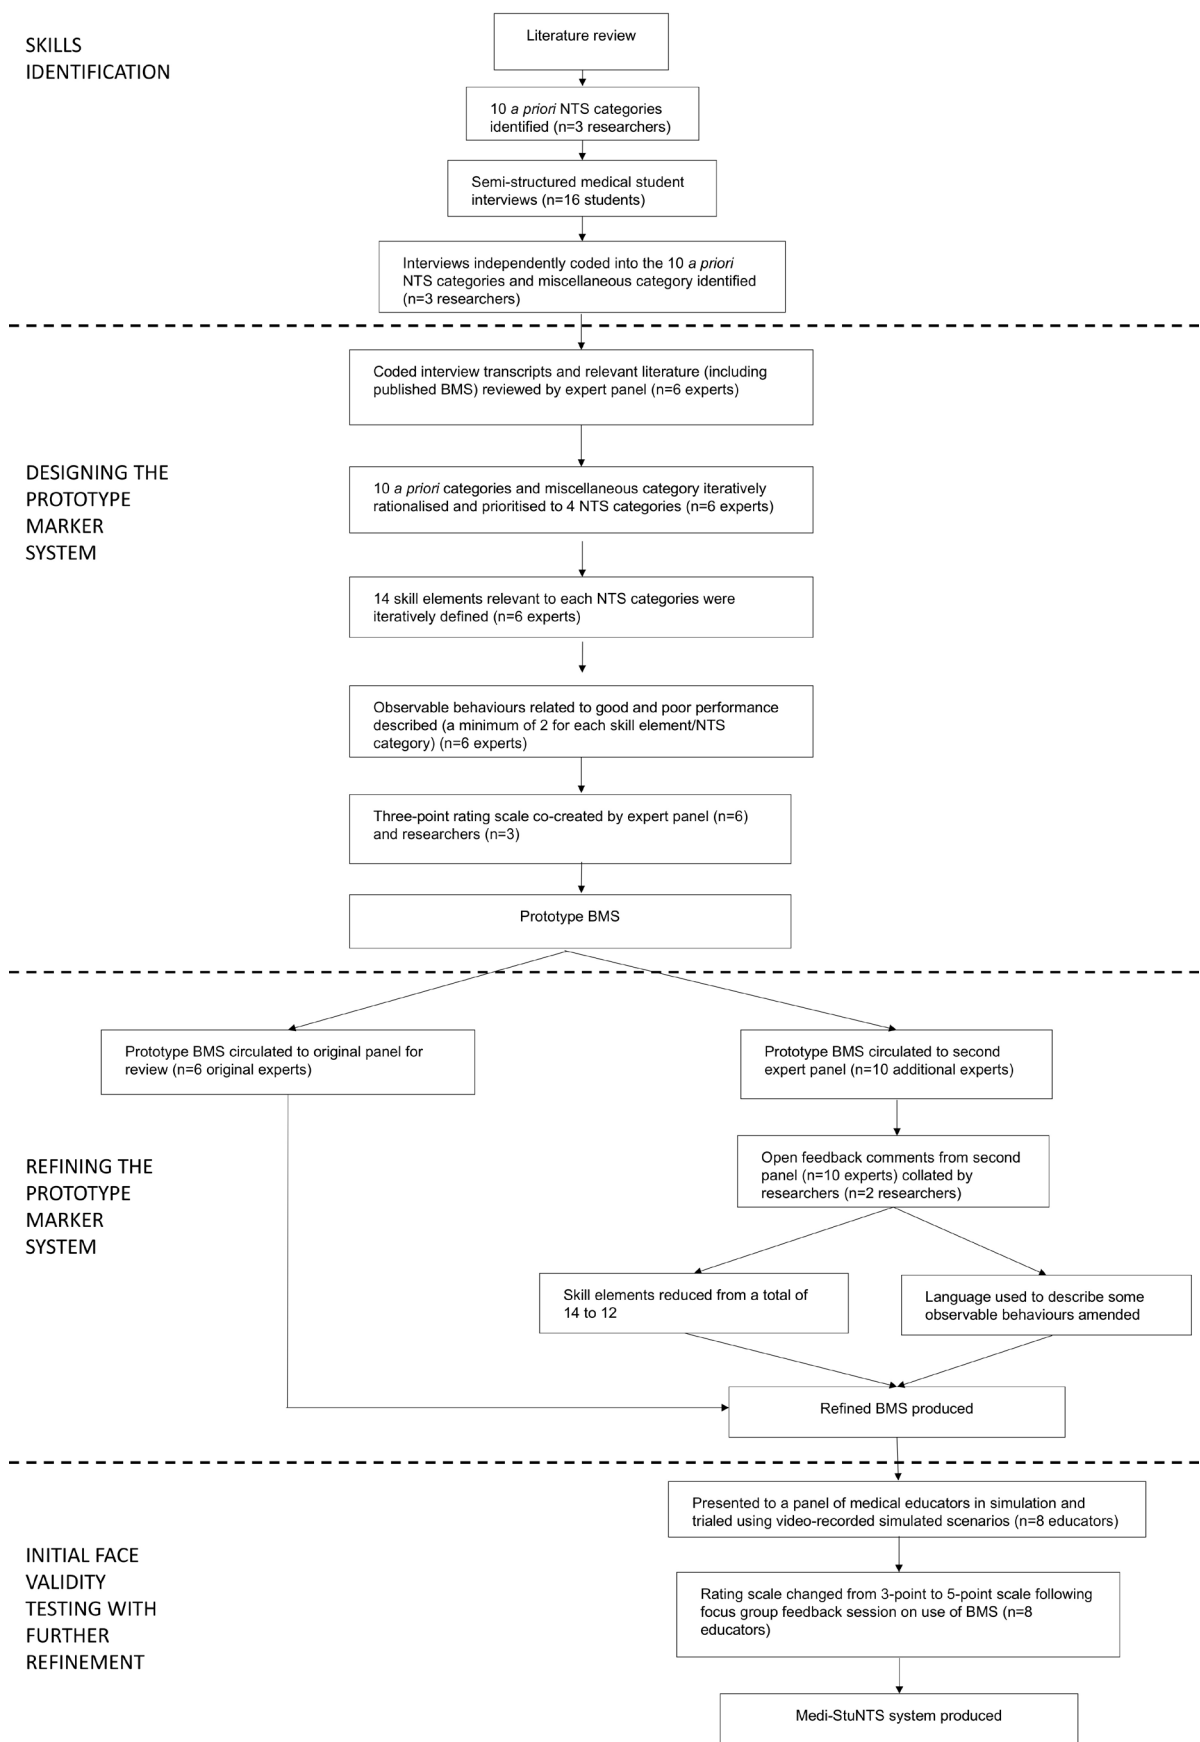 SKILLS
IDENTIFICATION
Literature review
10 a priori NTS categories
identified (n=3 researchers)
Semi-structured medical student
interviews (n=16 students)
Interviews independently coded into the 10 a priori
NTS categories and miscellaneous category identified
(n=3 researchers)
DESIGNING THE
PROTOTYPE
MARKER
SYSTEM
Coded interview transcripts and relevant literature (including
published BMS) reviewed by expert panel (n=6 experts)
10 a priori categories and miscellaneous category iteratively
rationalised and prioritised to 4 NTS categories (n=6 experts)
14 skill elements relevant to each NTS categories were
iteratively defined (n=6 experts)
Observable behaviours related to good and poor performance
described (a minimum of 2 for each skill element/NTS
category) (n=6 experts)
Three-point rating scale co-created by expert panel (n=6)
and researchers (n=3)
Prototype BMS
REFINING THE
PROTOTYPE
MARKER
SYSTEM
Prototype BMS circulated to original panel for
review (n=6 original experts)
Prototype BMS circulated to second
expert panel (n=10 additional experts)
Open feedback comments from second
panel (n=10 experts) collated by
researchers (n=2 researchers)
Skill elements reduced from a total of
14 to 12
Language used to describe some
observable behaviours amended
Refined BMS produced
INITIAL FACE
VALIDITY
TESTING WITH
FURTHER
REFINEMENT
Presented to a panel of medical educators in simulation and
trialed using video-recorded simulated scenarios (n=8 educators)
Rating scale changed from 3-point to 5-point scale following
focus group feedback session on use of BMS (n=8
educators)
Medi-StuNTS system produced